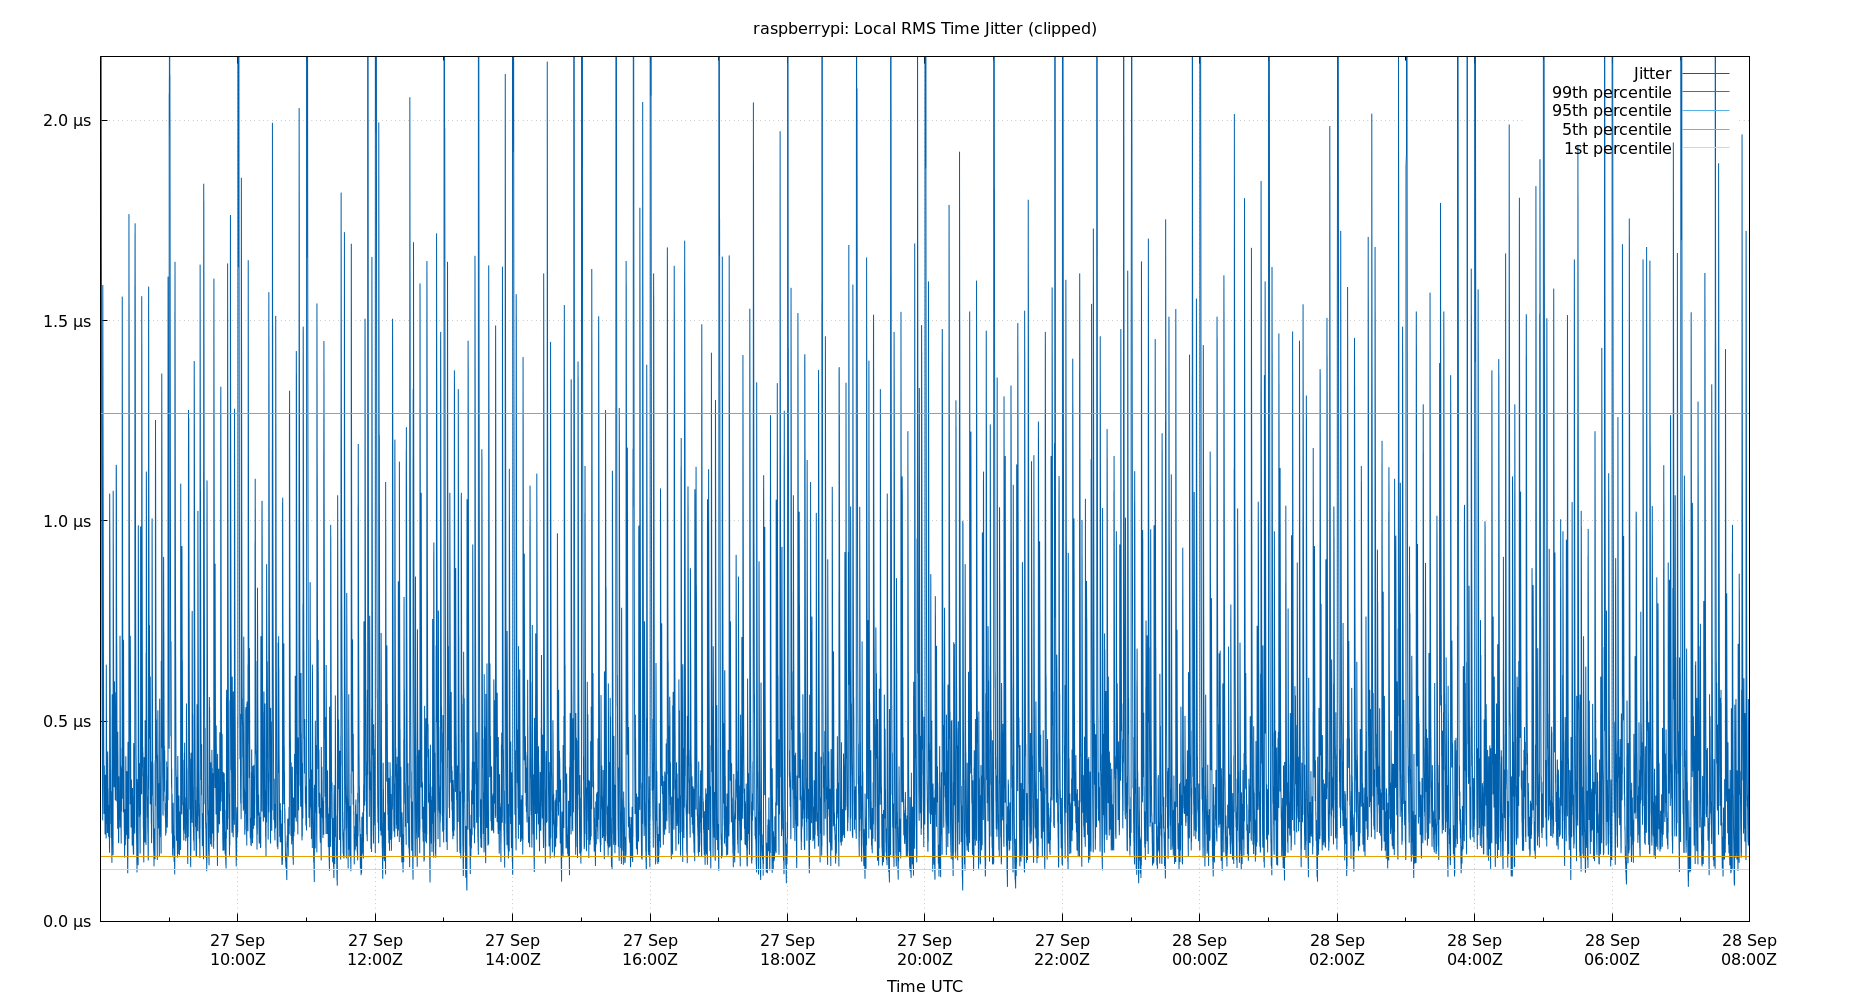 raspberrypi: Local RMS Time Jitter (clipped)
Jitter
99th percentile
95th percentile
5th percentile
1st percentile
2.0 µs
1.5 µs
1.0 µs
0.5 µs
0.0 µs
27 Sep 27 Sep 27 Sep 27 Sep 27 Sep 27 Sep 27 Sep 28 Sep 28 Sep 28 Sep 28 Sep 28 Sep
10:00Z 12:00Z 14:00Z 16:00Z 18:00Z 20:00Z 22:00Z 00:00Z 02:00Z 04:00Z 06:00Z 08:00Z
Time UTC